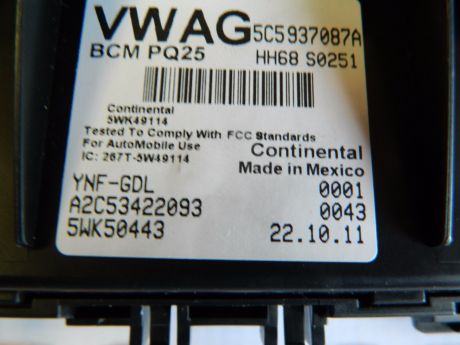 VWAG 5C5937087A
BCM PQ25 HH68 S0251
Continental
5WK49114
Tested To Comply With FCC Standards
For AutoMobile Use
IC: 267T-5W49114
Continental
Made in Mexico
YNF-GDL 0001
A2C53422093 0043
5WK50443 22.10.11